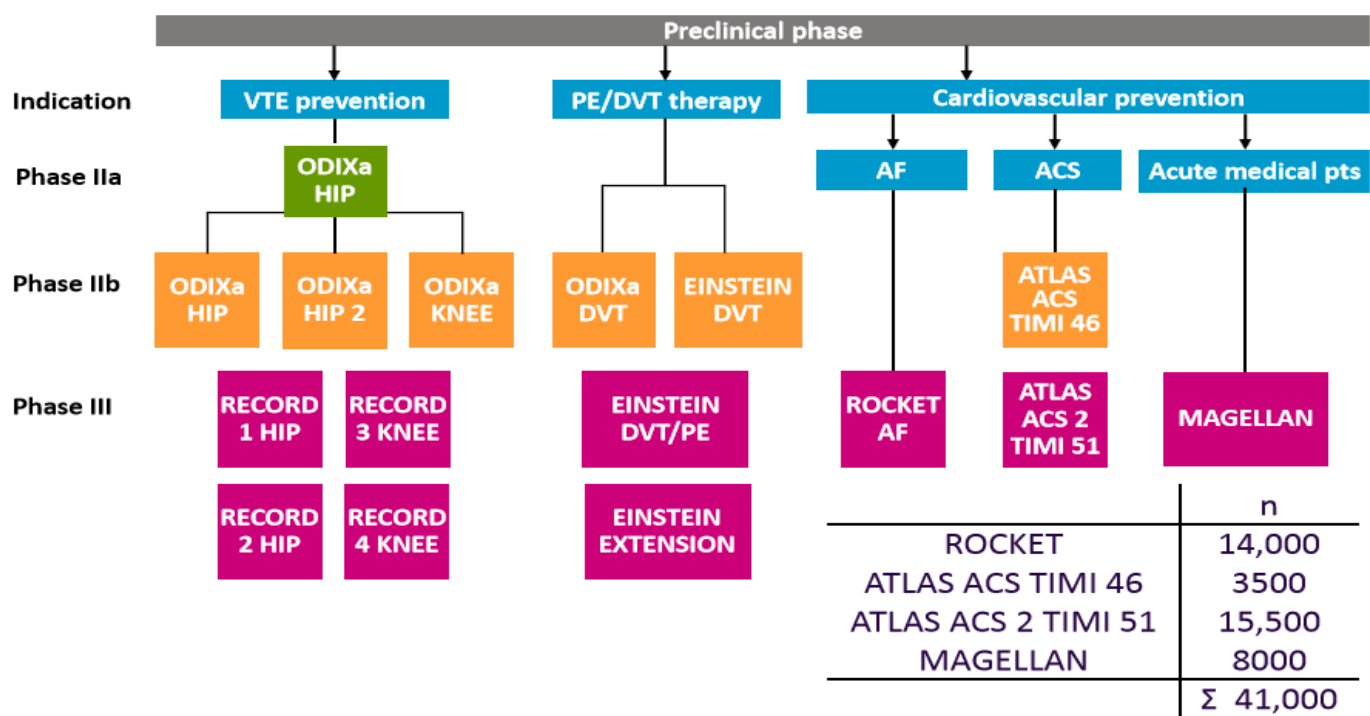 Preclinical phase
Indication
VTE prevention
PE/DVT therapy
Cardiovascular prevention
Phase IIa
ODIXa
HIP
AF
ACS
Acute medical pts
Phase IIb
ODIXa
HIP
ODIXa
HIP 2
ODIXa
KNEE
ODIXa
DVT
EINSTEIN
DVT
ATLAS
ACS
TIMI 46
Phase III
RECORD
1 HIP
RECORD
3 KNEE
EINSTEIN
DVT/PE
ROCKET
AF
ATLAS
ACS 2
TIMI 51
MAGELLAN
RECORD
2 HIP
RECORD
4 KNEE
EINSTEIN
EXTENSION
n
ROCKET 14,000
ATLAS ACS TIMI 46 3500
ATLAS ACS 2 TIMI 51 15,500
MAGELLAN 8000
Σ 41,000